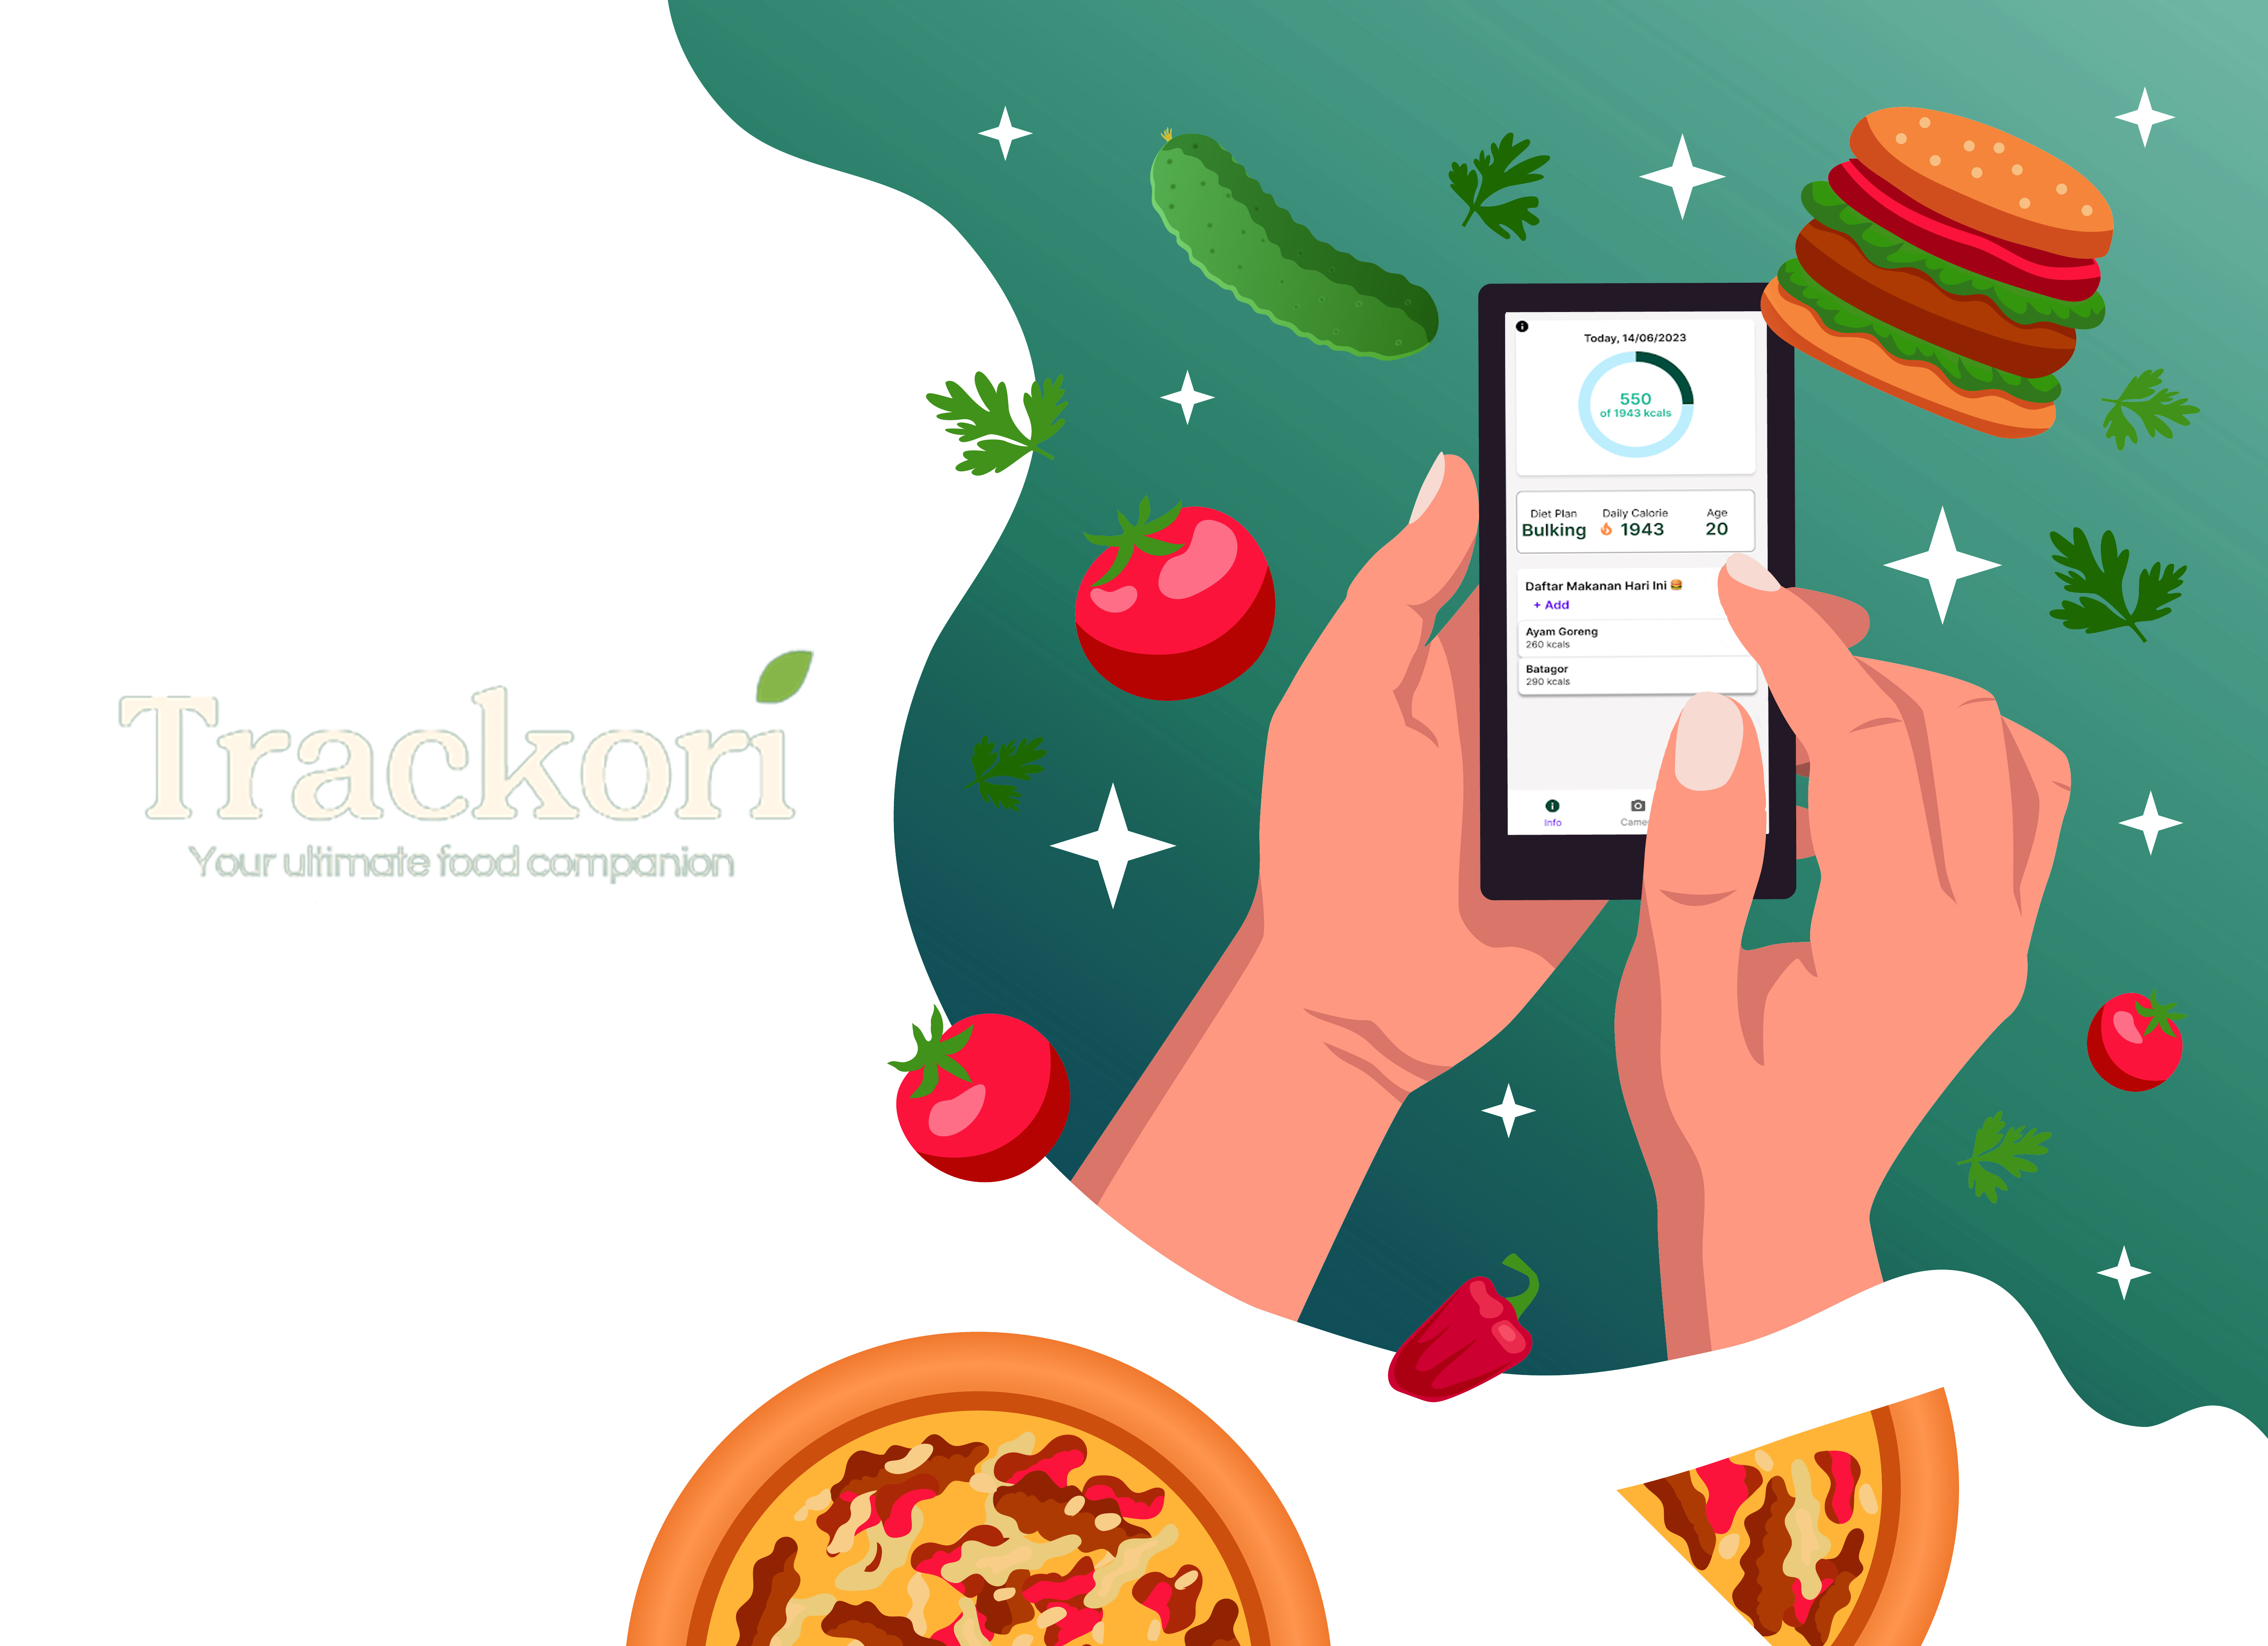 Trackori
Your ultimate food companion
Today, 14/06/2023
550
of 1943 kcals
Diet Plan Daily Calorie Age
Bulking 1943 20
Daftar Makanan Hari Ini 🍔
+ Add
Ayam Goreng
260 kcals
Batagor
290 kcals
Info Came